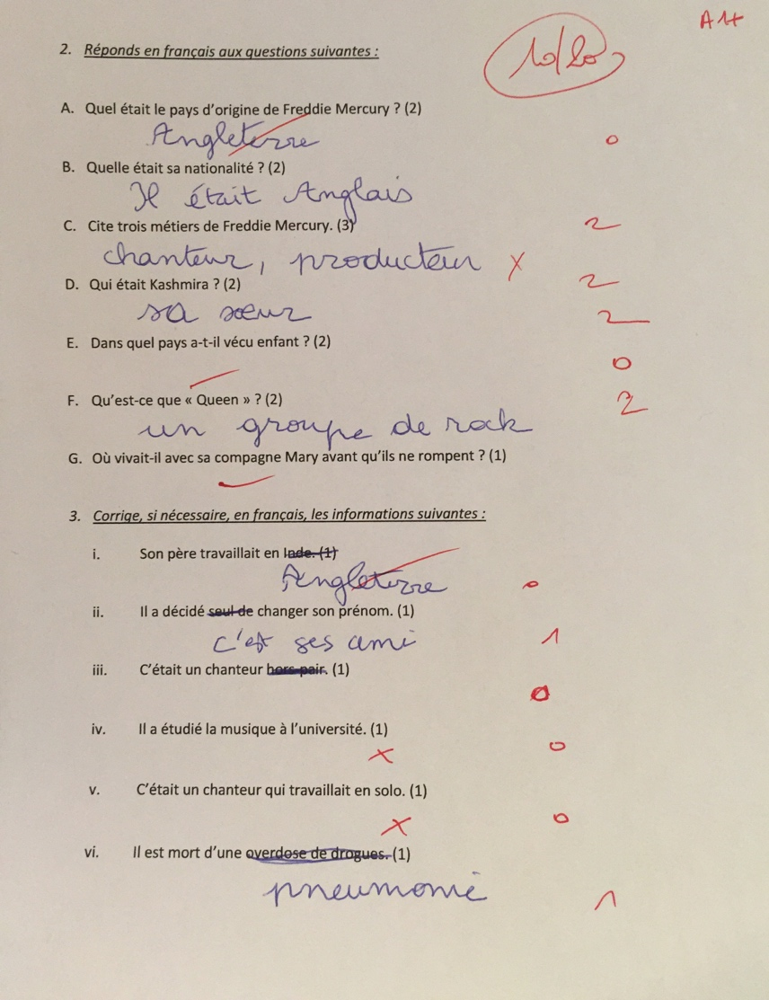 A1+
10/20
2. Réponds en français aux questions suivantes :
A. Quel était le pays d'origine de Freddie Mercury ? (2)
Angleterre 0
B. Quelle était sa nationalité ? (2)
Il était Anglais
C. Cite trois métiers de Freddie Mercury. (3) 2
chanteur, producteur X
D. Qui était Kashmira ? (2) 2
sa sœur 2
E. Dans quel pays a-t-il vécu enfant ? (2)
0
F. Qu'est-ce que « Queen » ? (2) 2
un groupe de rock
G. Où vivait-il avec sa compagne Mary avant qu'ils ne rompent ? (1)
3. Corrige, si nécessaire, en français, les informations suivantes :
i. Son père travaillait en Inde. (1)
Angleterre 0
ii. Il a décidé seul de changer son prénom. (1)
c'est ses ami 1
iii. C'était un chanteur hors-pair. (1)
0
iv. Il a étudié la musique à l'université. (1)
X 0
v. C'était un chanteur qui travaillait en solo. (1)
X 0
vi. Il est mort d'une overdose de drogues. (1)
pneumonie 1